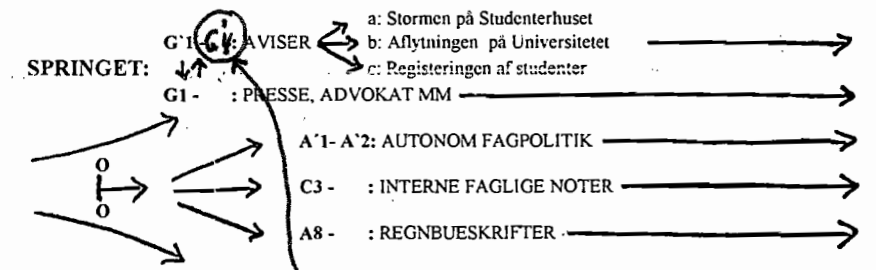 a: Stormen på Studenterhuset
G`1-G4: AVISER b: Aflytningen på Universitetet
SPRINGET: c: Registeringen af studenter
G1 - : PRESSE, ADVOKAT MM
A´1- A`2: AUTONOM FAGPOLITIK
O
C3 - : INTERNE FAGLIGE NOTER
O
A8 - : REGNBUESKRIFTER